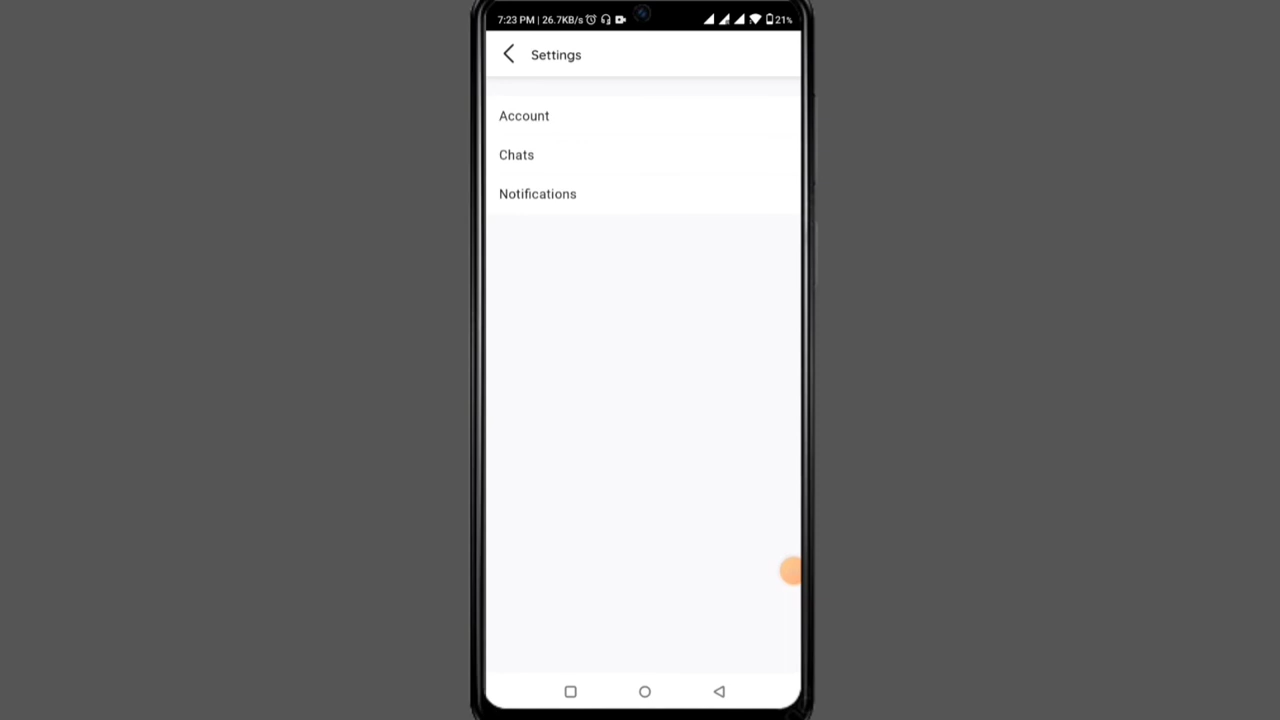 7:23 PM | 26.7KB/s 21%
Settings
Account
Chats
Notifications